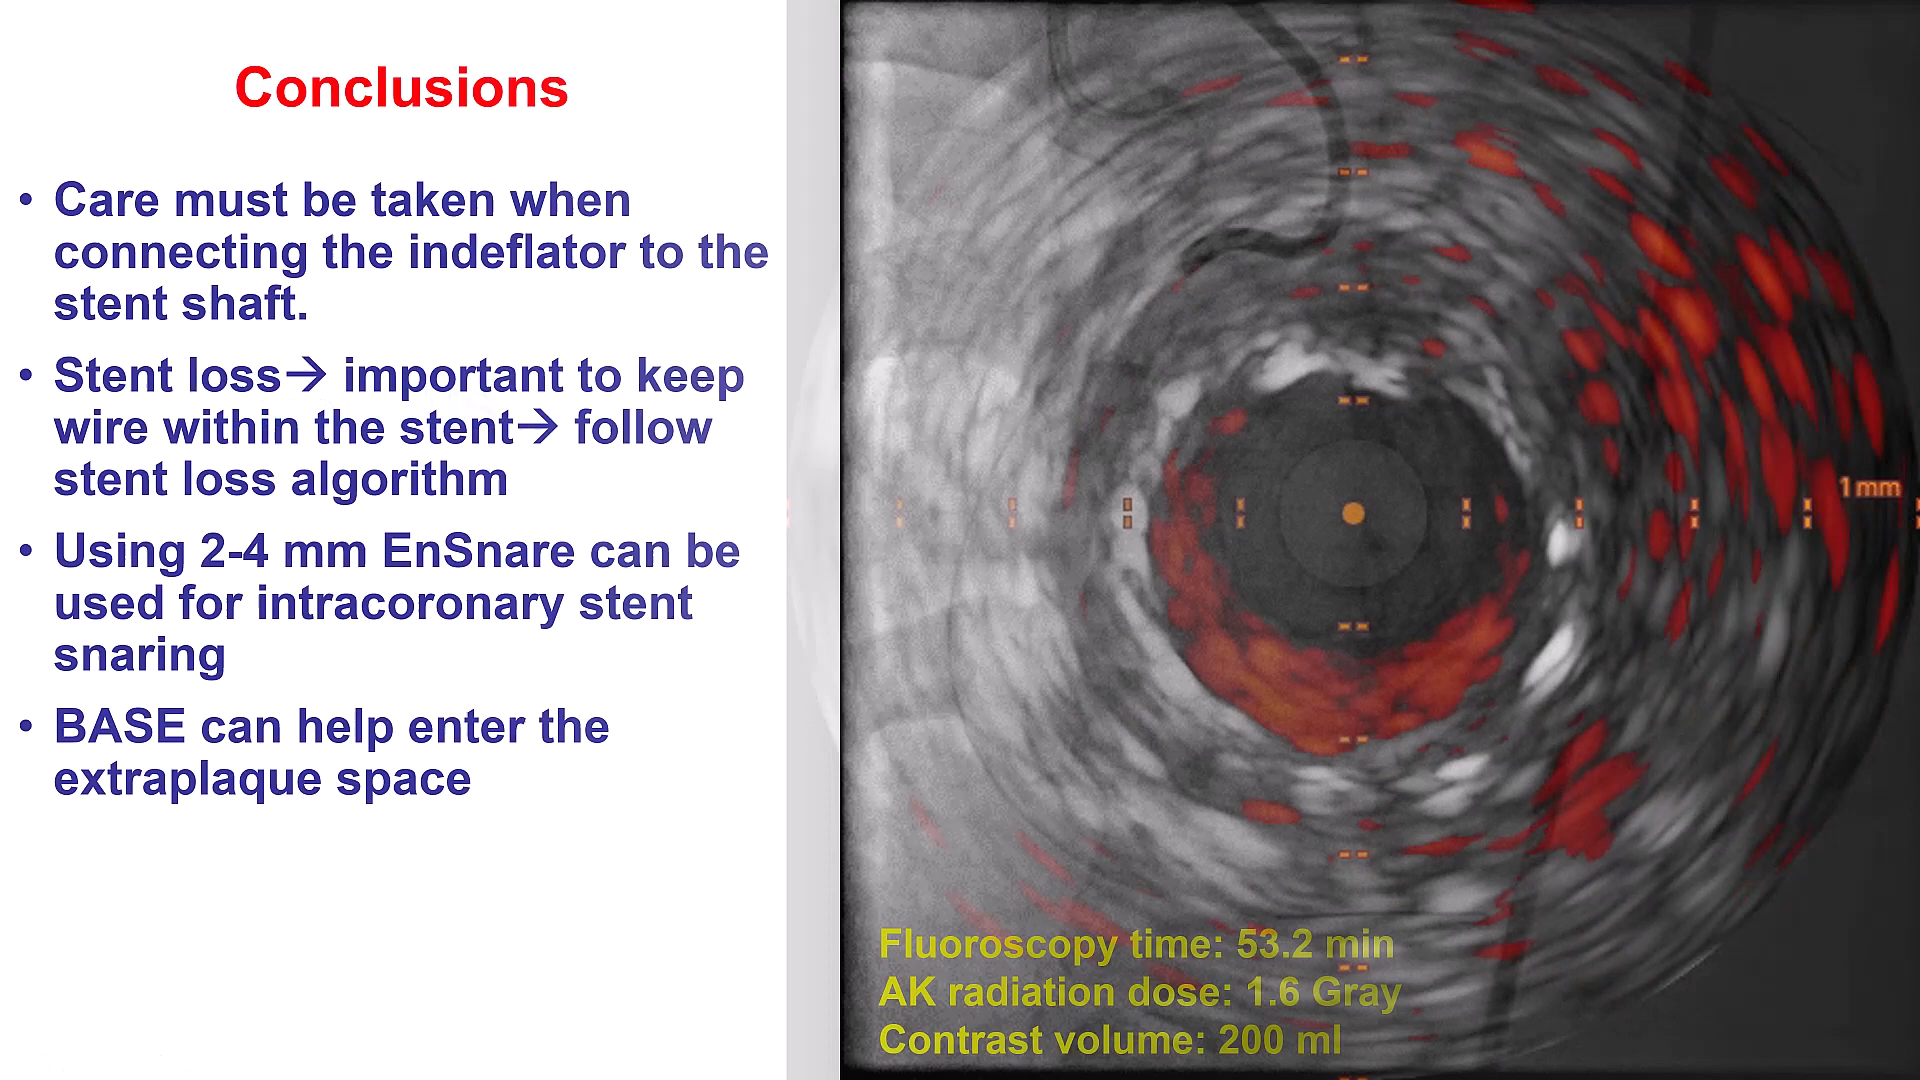 Conclusions
• Care must be taken when
connecting the indeflator to the
stent shaft.
• Stent loss→ important to keep
wire within the stent→ follow
stent loss algorithm
• Using 2-4 mm EnSnare can be
used for intracoronary stent
snaring
• BASE can help enter the
extraplaque space
1 mm
Fluoroscopy time: 53.2 min
AK radiation dose: 1.6 Gray
Contrast volume: 200 ml